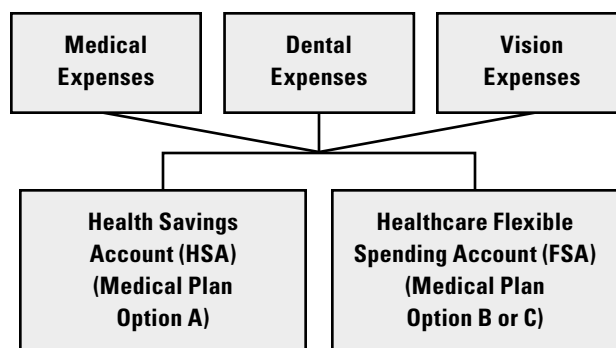 Medical
Expenses
Dental
Expenses
Vision
Expenses
Health Savings
Account (HSA)
(Medical Plan
Option A)
Healthcare Flexible
Spending Account (FSA)
(Medical Plan
Option B or C)